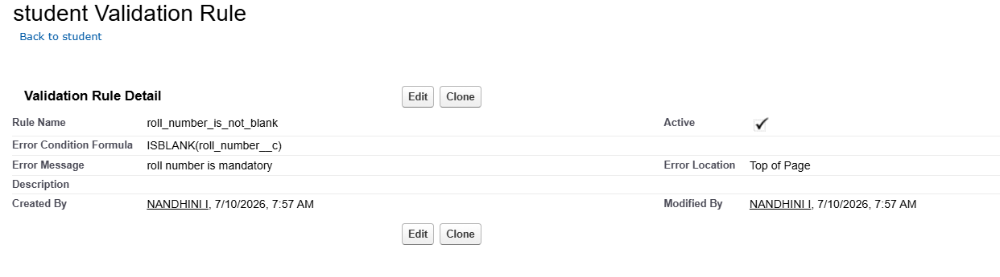 student Validation Rule
Back to student
Validation Rule Detail
Edit Clone
Rule Name roll_number_is_not_blank Active
Error Condition Formula ISBLANK(roll_number__c)
Error Message roll number is mandatory Error Location Top of Page
Description
Created By NANDHINI I, 7/10/2026, 7:57 AM Modified By NANDHINI I, 7/10/2026, 7:57 AM
Edit Clone